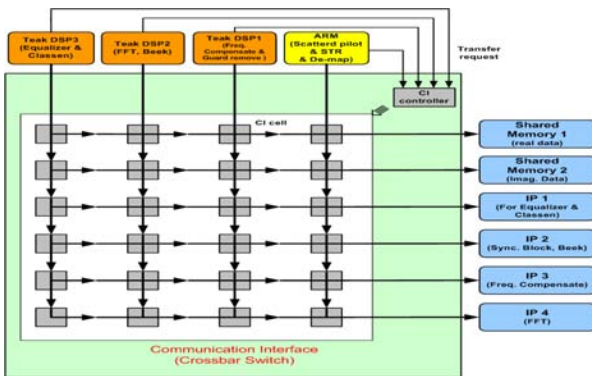 Teak DSP3
(Equalizer &
Classen)
Teak DSP2
(FFT, Beek)
Teak DSP1
(Freq.
Compensate &
Guard remove )
ARM
(Scatterd pilot
& STR
& De-map)
Transfer
request
CI
controller
CI cell
Shared
Memory 1
(real data)
Shared
Memory 2
(Imag. Data)
IP 1
(For Equalizer &
Classen)
IP 2
(Sync. Block, Beek)
IP 3
(Freq. Compensate)
IP 4
(FFT)
Communication Interface
(Crossbar Switch)